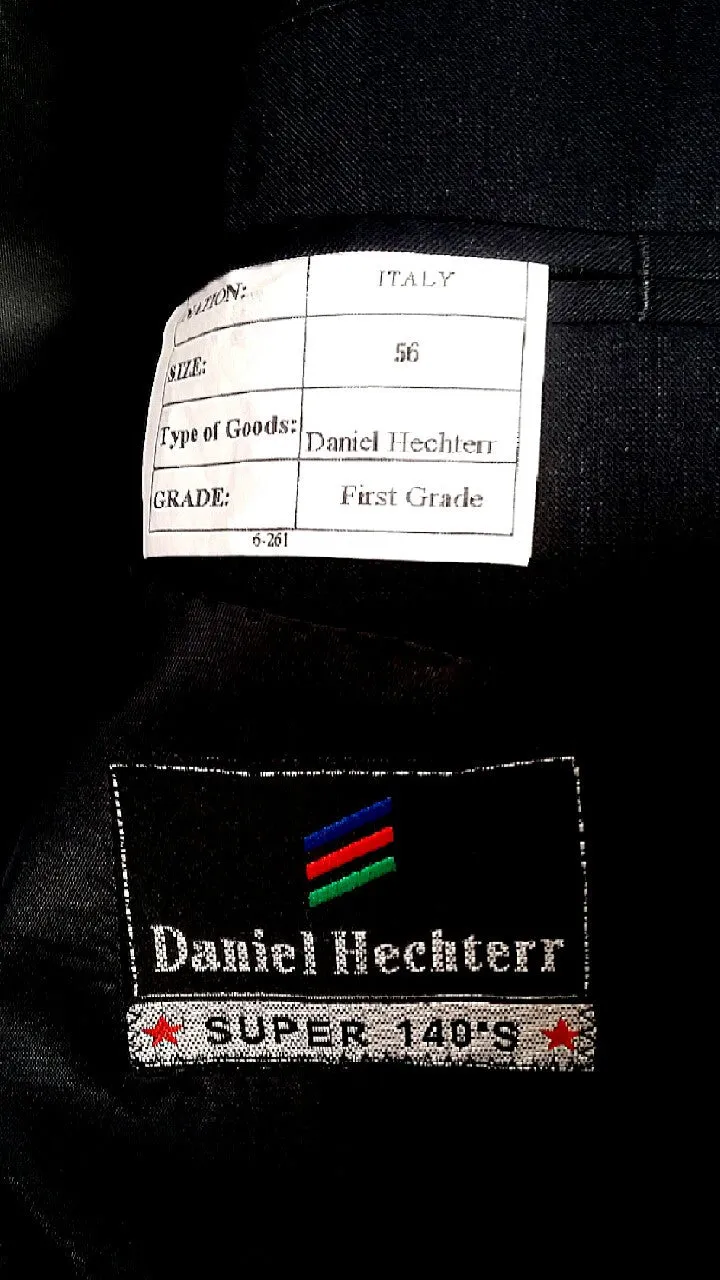 NATION: ITALY
SIZE: 56
Type of Goods: Daniel Hechterr
GRADE: First Grade
6-261
Daniel Hechterr
SUPER 140'S